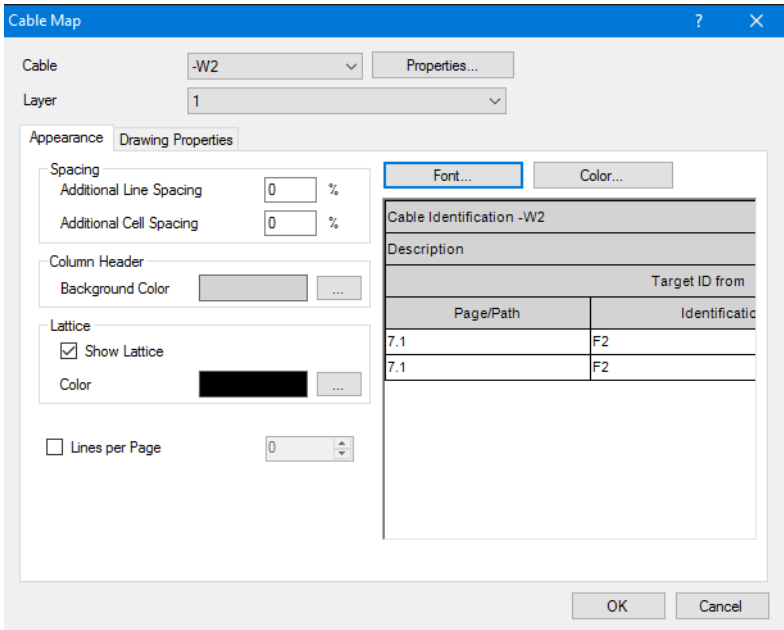 Cable Map
?
Cable
-W2
Properties...
Layer
1
Appearance
Drawing Properties
Spacing
Additional Line Spacing
0
%
Additional Cell Spacing
0
%
Column Header
Background Color
...
Lattice
Show Lattice
Color
...
Lines per Page
0
Font...
Color...
Cable Identification -W2
Description
Target ID from
Page/Path
Identificatio
7.1
F2
7.1
F2
OK
Cancel